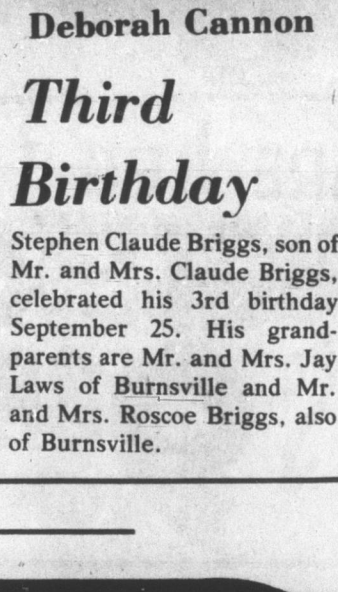 Deborah Cannon
Third
Birthday
Stephen Claude Briggs, son of
Mr. and Mrs. Claude Briggs,
celebrated his 3rd birthday
September 25. His grand-
parents are Mr. and Mrs. Jay
Laws of Burnsville and Mr.
and Mrs. Roscoe Briggs, also
of Burnsville.